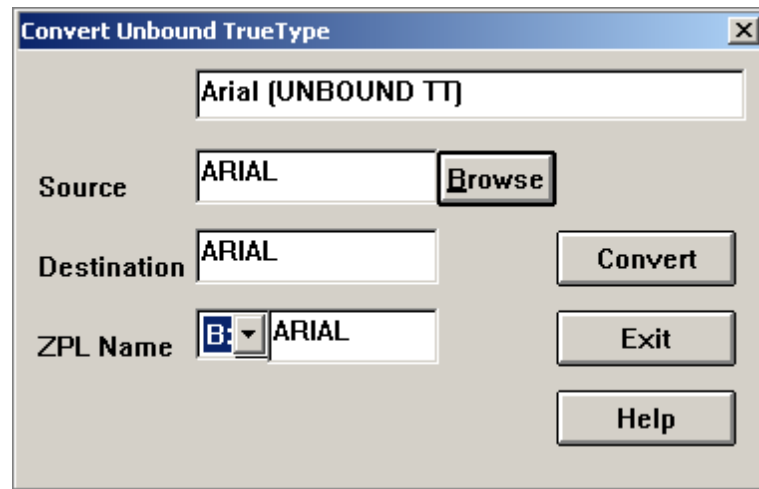 Convert Unbound TrueType
Arial (UNBOUND TT)
Source ARIAL Browse
Destination ARIAL Convert
ZPL Name B: ARIAL Exit
Help